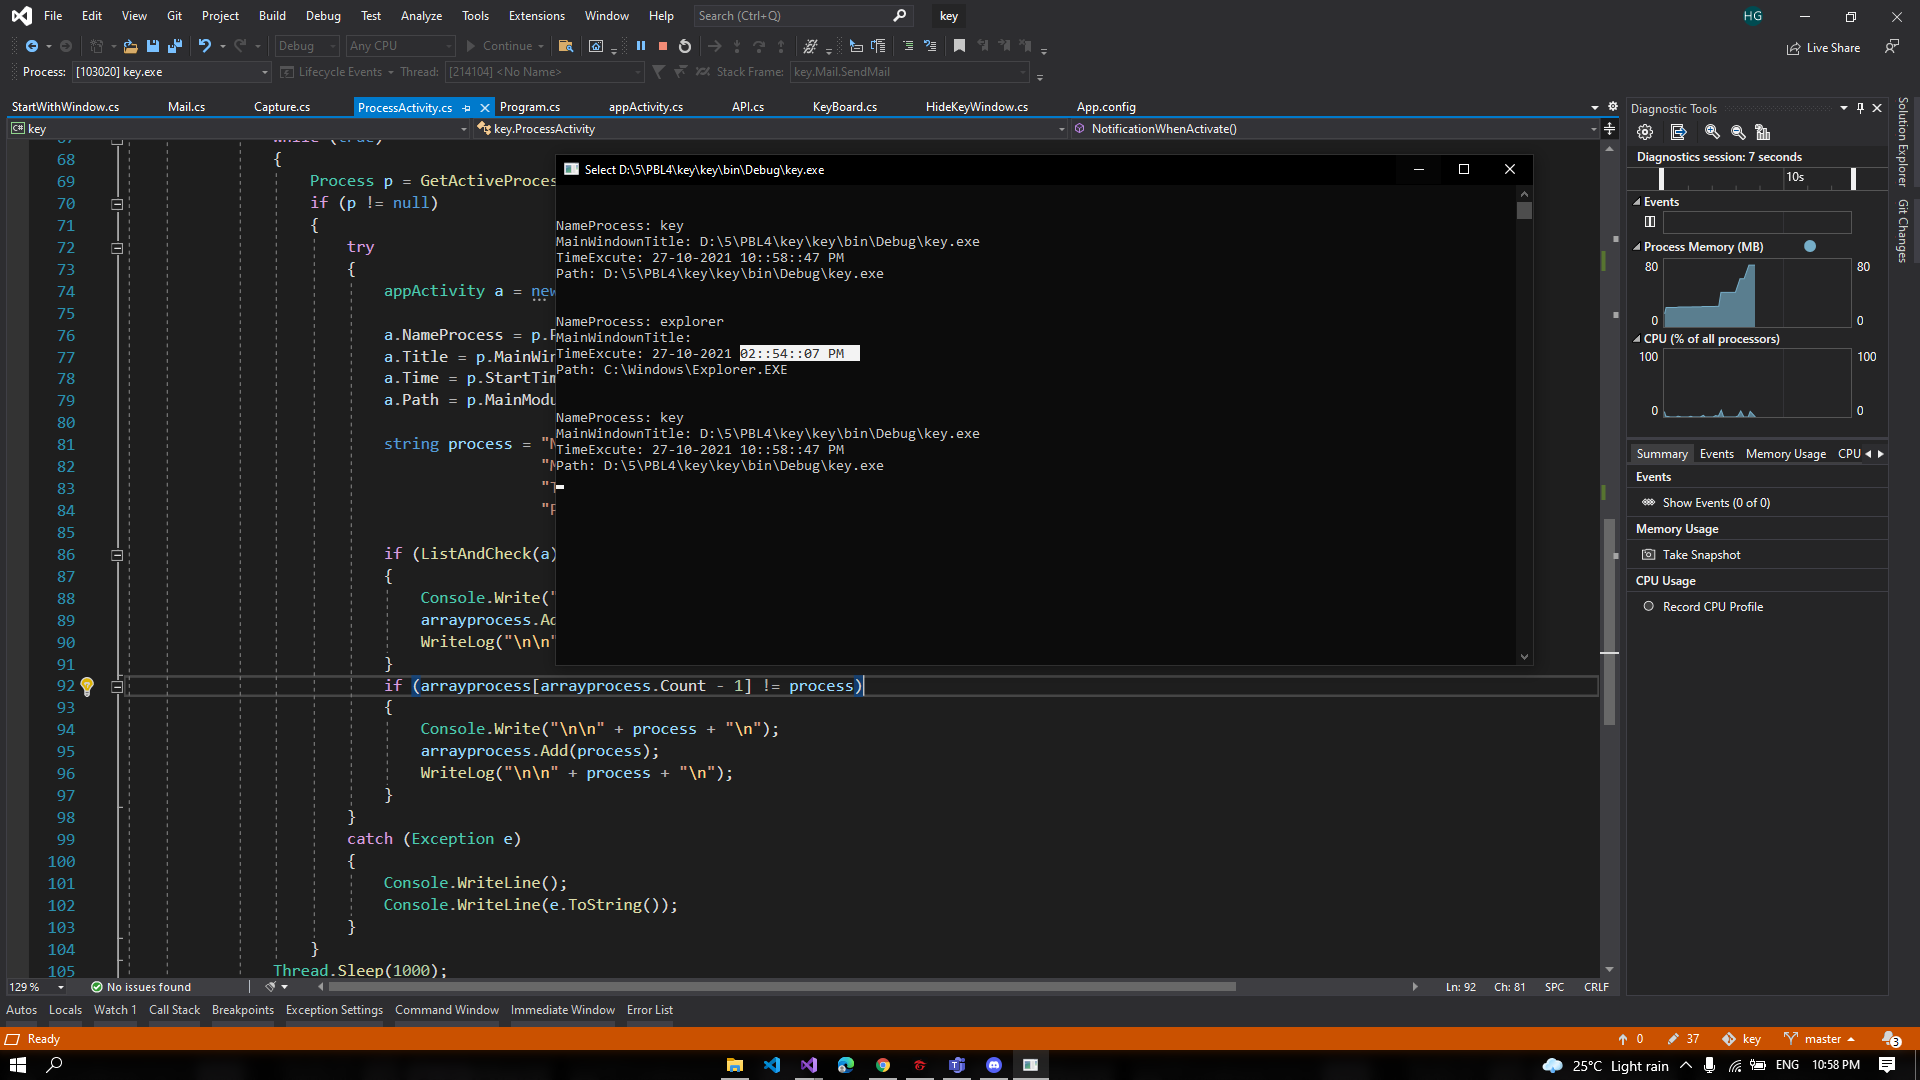 File Edit View Git Project Build Debug Test Analyze Tools Extensions Window Help Search (Ctrl+Q) key HG
Debug Any CPU Continue Live Share
Process: [103020] key.exe Lifecycle Events Thread: [214104] <No Name> Stack Frame: key.Mail.SendMail
StartWithWindow.cs Mail.cs Capture.cs ProcessActivity.cs Program.cs appActivity.cs API.cs KeyBoard.cs HideKeyWindow.cs App.config
key key.ProcessActivity NotificationWhenActivate()
68 {
69 Process p = GetActiveProces
70 if (p != null)
71 {
72 try
73 {
74 appActivity a = new
75
76 a.NameProcess = p.P
77 a.Title = p.MainWin
78 a.Time = p.StartTim
79 a.Path = p.MainModu
80
81 string process = "N
82 "M
83 "T
84 "P
85
86 if (ListAndCheck(a)
87 {
88 Console.Write("
89 arrayprocess.Ad
90 WriteLog("\n\n"
91 }
92 if (arrayprocess[arrayprocess.Count - 1] != process)
93 {
94 Console.Write("\n\n" + process + "\n");
95 arrayprocess.Add(process);
96 WriteLog("\n\n" + process + "\n");
97 }
98 }
99 catch (Exception e)
100 {
101 Console.WriteLine();
102 Console.WriteLine(e.ToString());
103 }
104 }
105 Thread.Sleep(1000);
Select D:\5\PBL4\key\key\bin\Debug\key.exe
NameProcess: key
MainWindownTitle: D:\5\PBL4\key\key\bin\Debug\key.exe
TimeExcute: 27-10-2021 10::58::47 PM
Path: D:\5\PBL4\key\key\bin\Debug\key.exe
NameProcess: explorer
MainWindownTitle:
TimeExcute: 27-10-2021 02::54::07 PM
Path: C:\Windows\Explorer.EXE
NameProcess: key
MainWindownTitle: D:\5\PBL4\key\key\bin\Debug\key.exe
TimeExcute: 27-10-2021 10::58::47 PM
Path: D:\5\PBL4\key\key\bin\Debug\key.exe
Diagnostic Tools
Diagnostics session: 7 seconds
10s
Events
Process Memory (MB)
80 80
0 0
CPU (% of all processors)
100 100
0 0
Summary Events Memory Usage CPU
Events
Show Events (0 of 0)
Memory Usage
Take Snapshot
CPU Usage
Record CPU Profile
Solution Explorer
Git Changes
129 % No issues found Ln: 92 Ch: 81 SPC CRLF
Autos Locals Watch 1 Call Stack Breakpoints Exception Settings Command Window Immediate Window Error List
Ready 0 37 key master 3
25°C Light rain ENG 10:58 PM